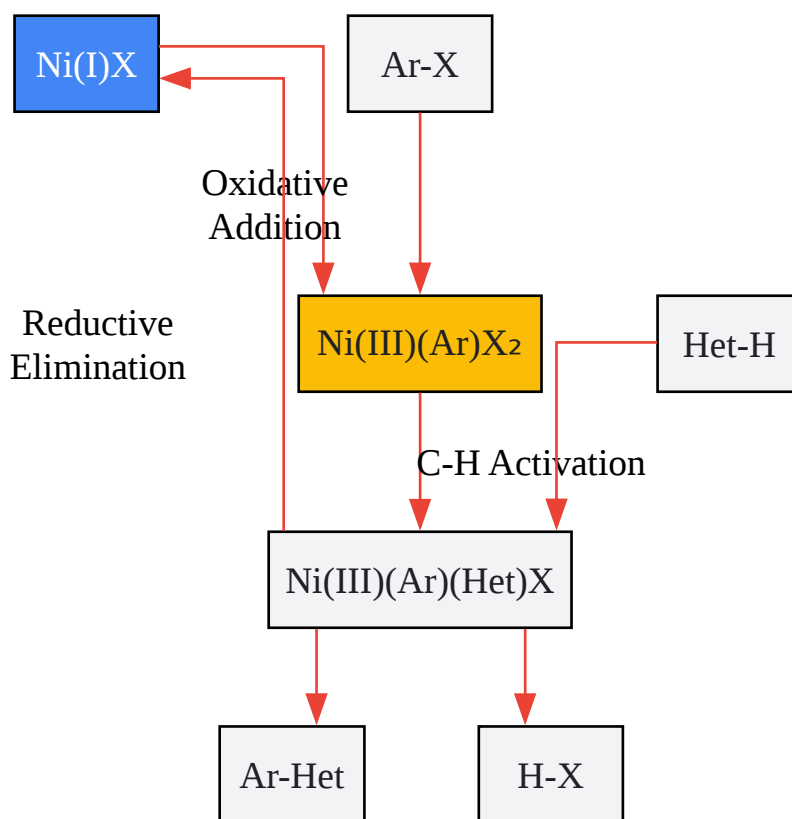 Ni(I)X
Ar-X
Oxidative
Addition
Reductive
Elimination
Ni(III)(Ar)X₂
Het-H
C-H Activation
Ni(III)(Ar)(Het)X
Ar-Het
H-X